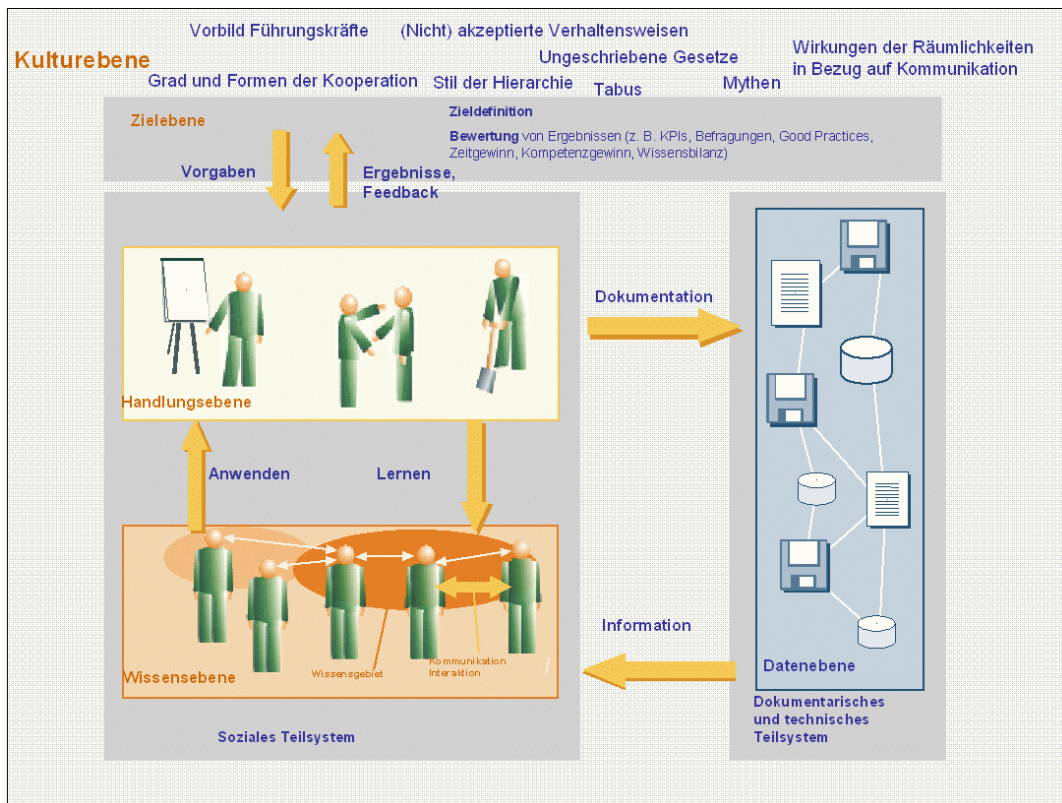 Vorbild Führungskräfte
(Nicht) akzeptierte Verhaltensweisen
Kulturebene
Ungeschriebene Gesetze
Wirkungen der Räumlichkeiten
in Bezug auf Kommunikation
Grad und Formen der Kooperation
Stil der Hierarchie
Tabus
Mythen
Zielebene
Zieldefinition
Bewertung von Ergebnissen (z. B. KPIs, Befragungen, Good Practices,
Zeitgewinn, Kompetenzgewinn, Wissensbilanz)
Vorgaben
Ergebnisse,
Feedback
Handlungsebene
Dokumentation
Anwenden
Lernen
Wissensebene
Wissensgebiet
Kommunikation
Interaktion
Information
Datenebene
Soziales Teilsystem
Dokumentarisches
und technisches
Teilsystem